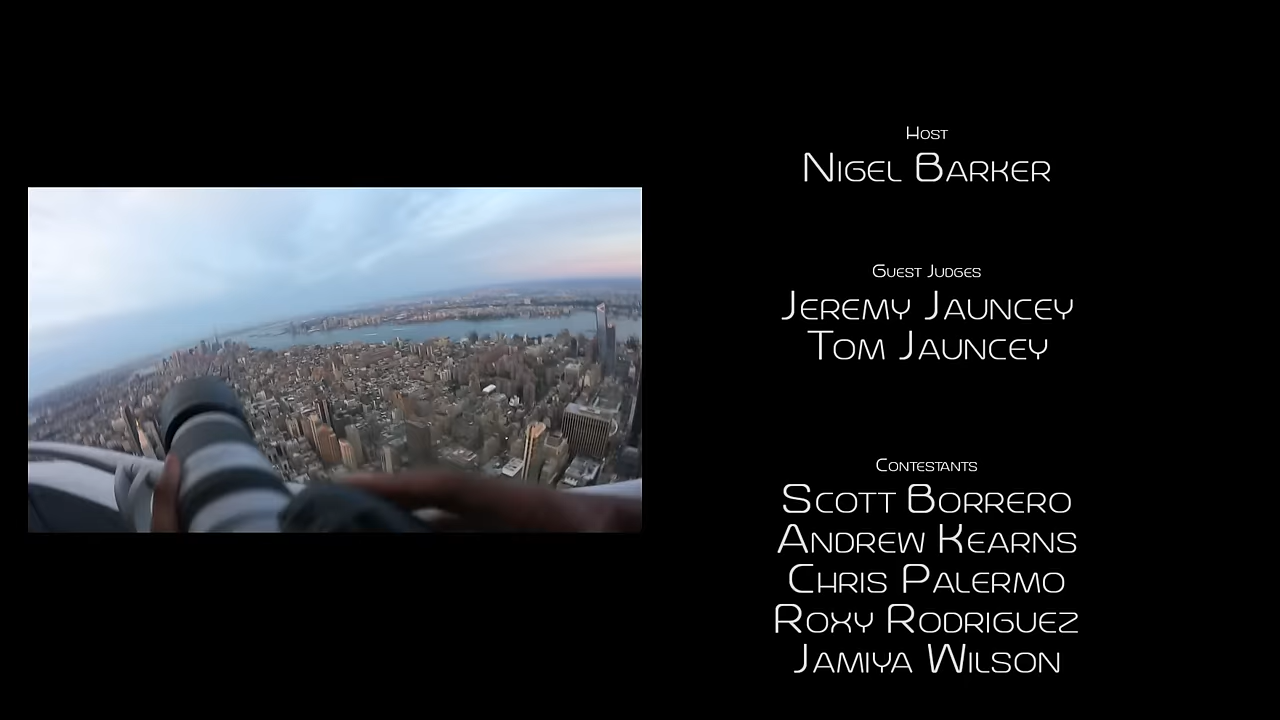 Host
Nigel Barker
Guest Judges
Jeremy Jauncey
Tom Jauncey
Contestants
Scott Borrero
Andrew Kearns
Chris Palermo
Roxy Rodriguez
Jamiya Wilson